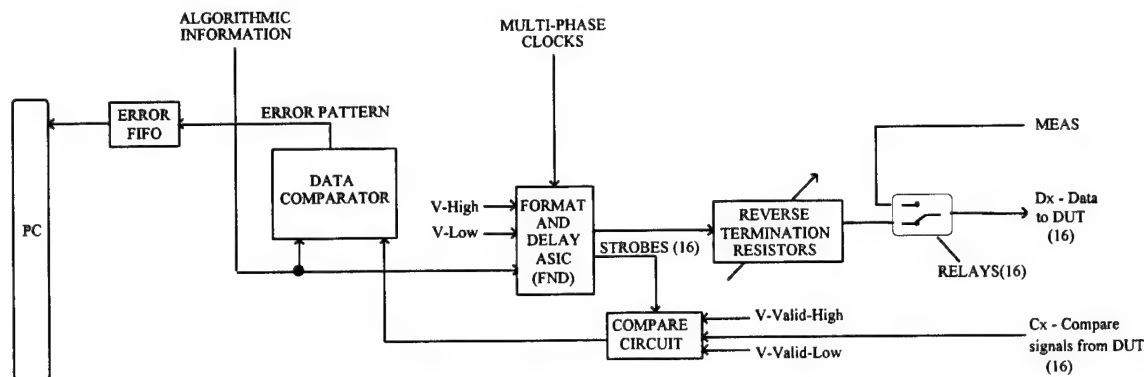 ALGORITHMIC
INFORMATION
MULTI-PHASE
CLOCKS
ERROR
FIFO
ERROR PATTERN
MEAS
DATA
COMPARATOR
PC
V-High
V-Low
FORMAT
AND
DELAY
ASIC
(FND)
STROBES (16)
REVERSE
TERMINATION
RESISTORS
Dx - Data
to DUT
(16)
RELAYS(16)
COMPARE
CIRCUIT
V-Valid-High
V-Valid-Low
Cx - Compare
signals from DUT
(16)